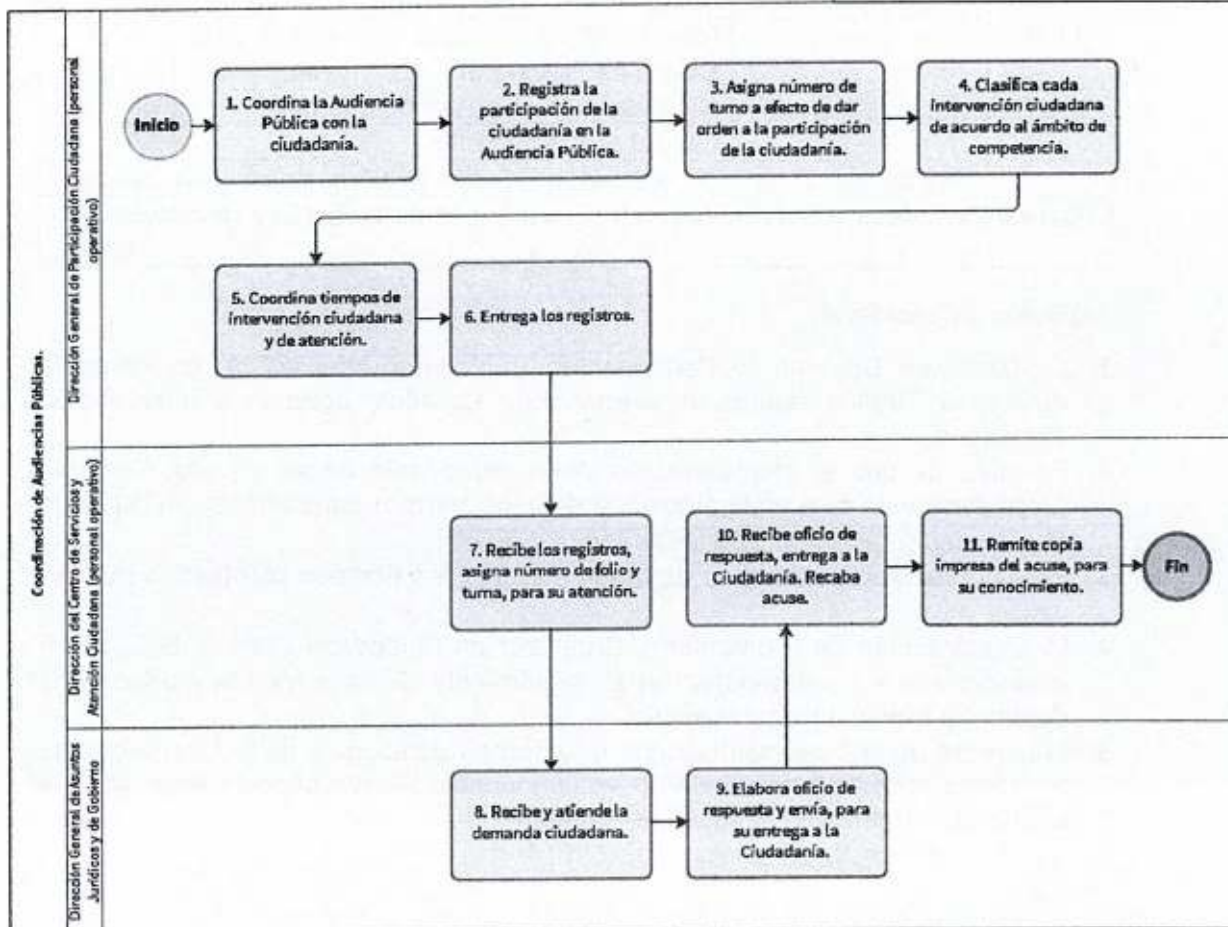 Coordinación de Audiencias Públicas.
Dirección General de Participación Ciudadana (personal
operativo)
Inicio
1. Coordina la Audiencia
Pública con la
ciudadanía.
2. Registra la
participación de la
ciudadanía en la
Audiencia Pública.
3. Asigna número de
turno a efecto de dar
orden a la participación
de la ciudadanía.
4. Clasifica cada
intervención ciudadana
de acuerdo al ámbito de
competencia.
5. Coordina tiempos de
intervención ciudadana
y de atención.
6. Entrega los registros.
Dirección del Centro de Servicios y
Atención Ciudadana (personal operativo)
7. Recibe los registros,
asigna número de folio y
turna, para su atención.
10. Recibe oficio de
respuesta, entrega a la
Ciudadanía. Recaba
acuse.
11. Remite copia
impresa del acuse, para
su conocimiento.
Fin
Dirección General de Asuntos
Jurídicos y de Gobierno
8. Recibe y atiende la
demanda ciudadana.
9. Elabora oficio de
respuesta y envía, para
su entrega a la
Ciudadanía.